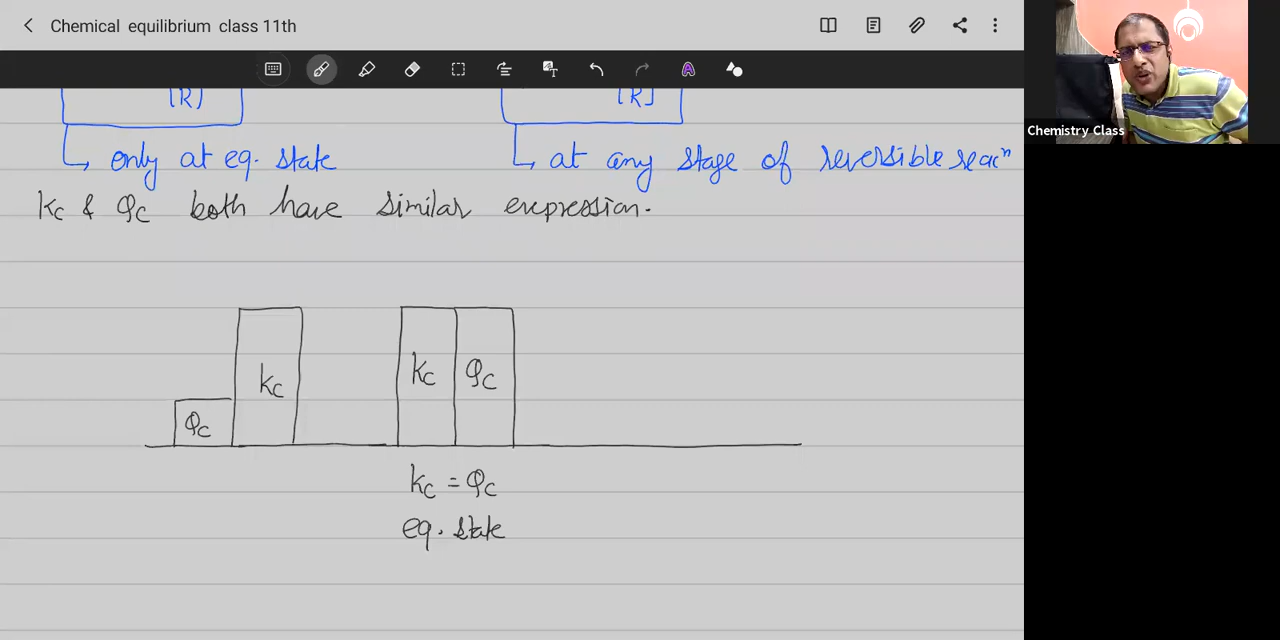 Chemical equilibrium class 11th
Chemistry Class
[R]
[R]
only at eq. state
at any stage of reversible reacⁿ
Kc & Qc both have similar expression.
Qc
Kc
Kc
Qc
Kc = Qc
eq. state